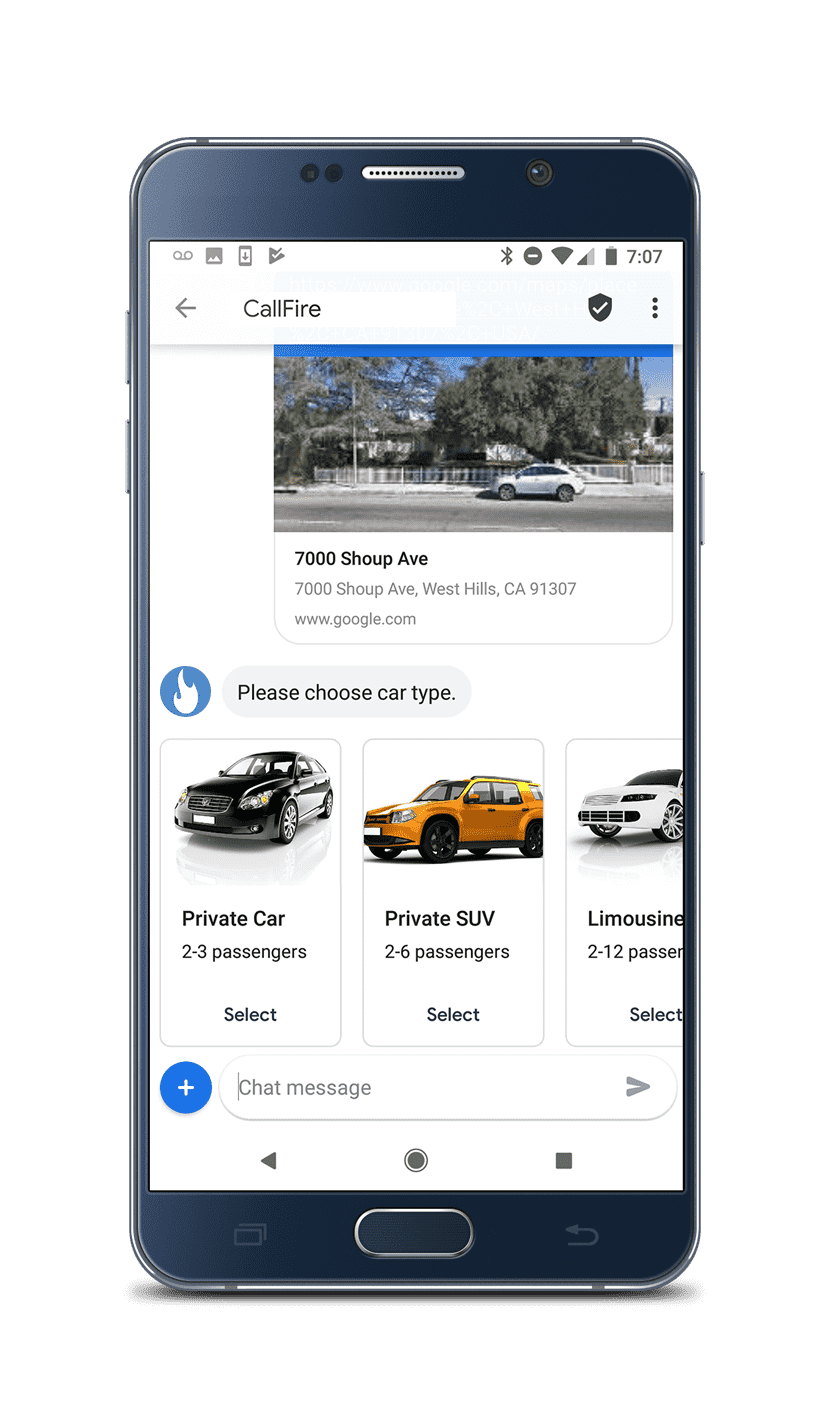 7:07
CallFire
7000 Shoup Ave
7000 Shoup Ave, West Hills, CA 91307
www.google.com
Please choose car type.
Private Car
2-3 passengers
Select
Private SUV
2-6 passengers
Select
Limousine
2-12 passen
Select
Chat message